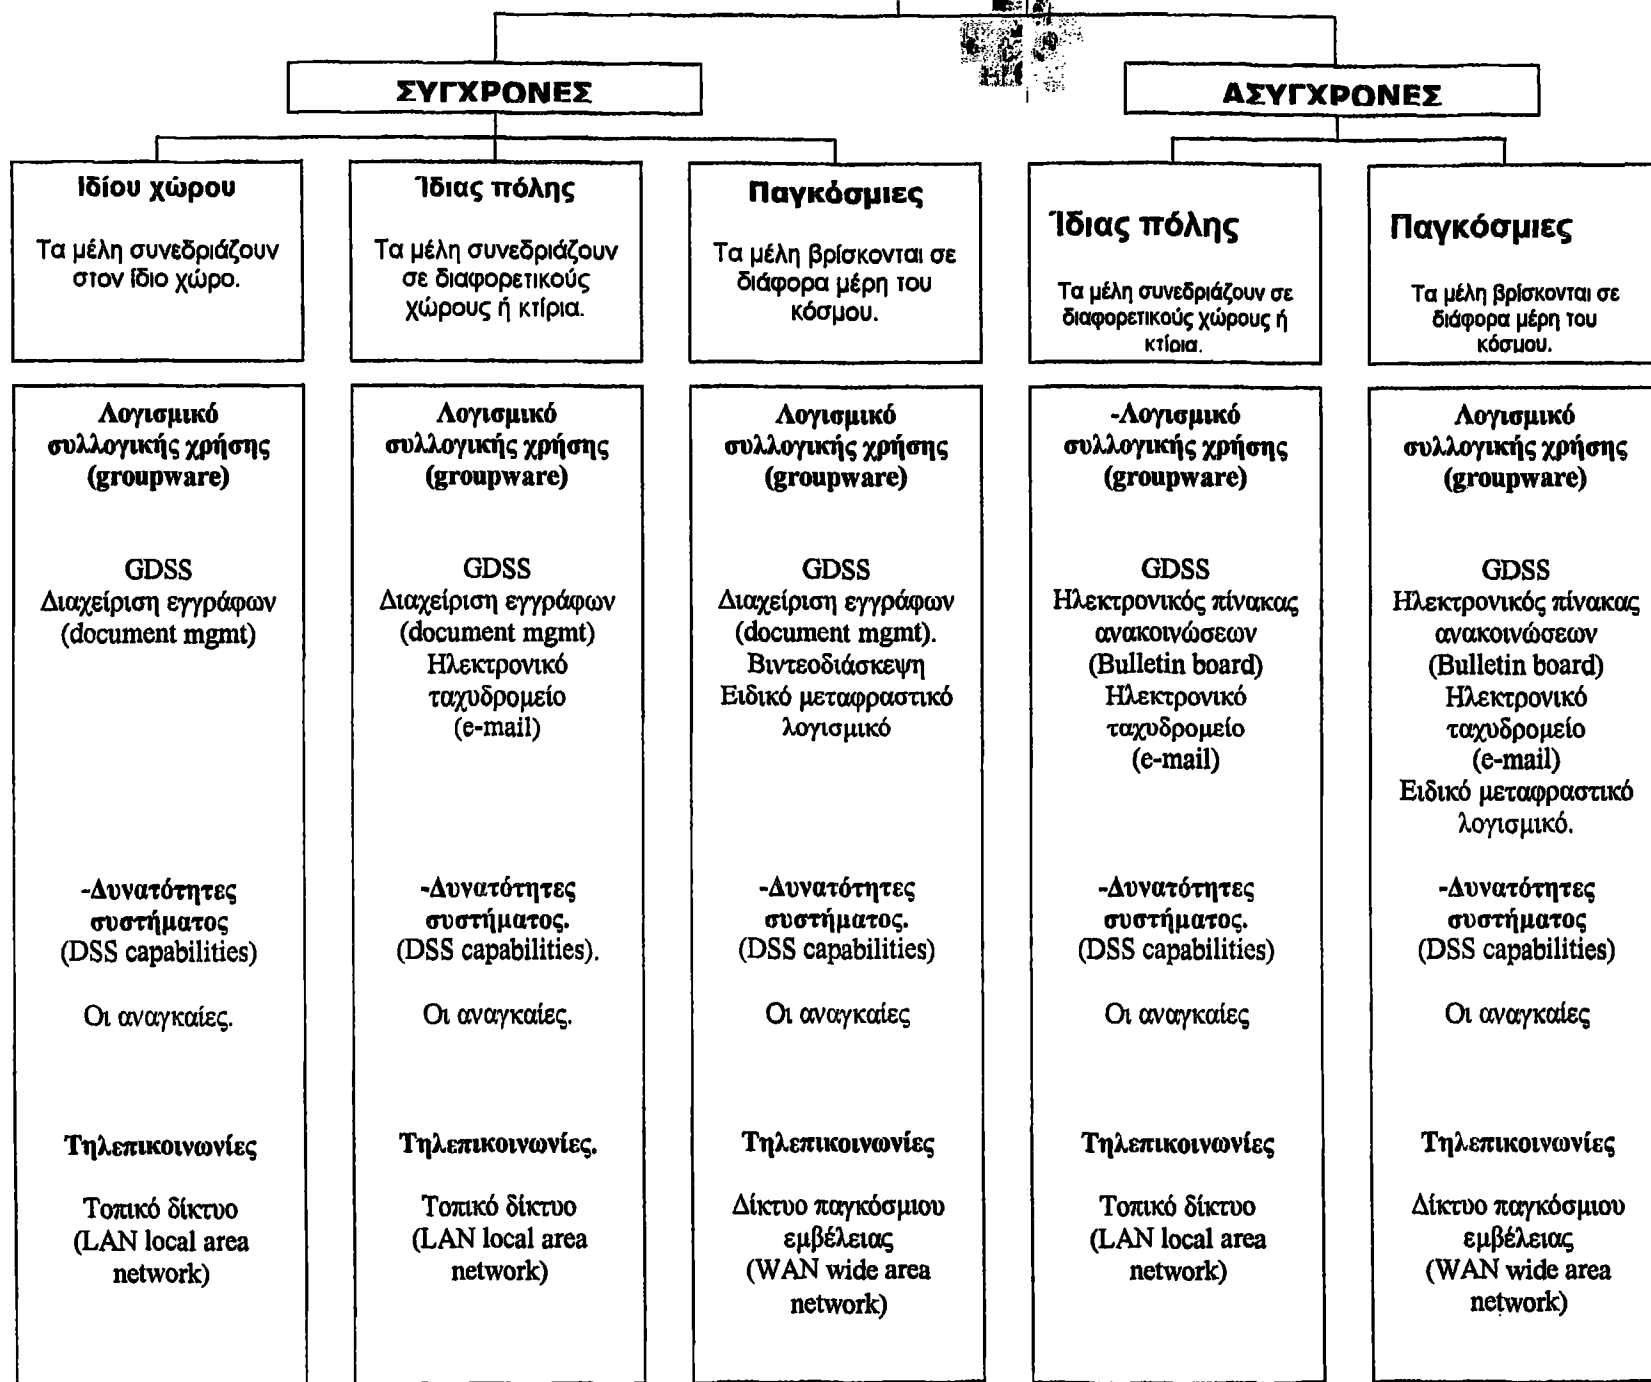 ΣΥΓΧΡΟΝΕΣ
ΑΣΥΓΧΡΟΝΕΣ
Ιδίου χώρου
Τα μέλη συνεδριάζουν
στον ίδιο χώρο.
Ίδιας πόλης
Τα μέλη συνεδριάζουν
σε διαφορετικούς
χώρους ή κτίρια.
Παγκόσμιες
Τα μέλη βρίσκονται σε
διάφορα μέρη του
κόσμου.
Ίδιας πόλης
Τα μέλη συνεδριάζουν σε
διαφορετικούς χώρους ή
κτίρια.
Παγκόσμιες
Τα μέλη βρίσκονται σε
διάφορα μέρη του
κόσμου.
Λογισμικό
συλλογικής χρήσης
(groupware)
GDSS
Διαχείριση εγγράφων
(document mgmt)
-Δυνατότητες
συστήματος
(DSS capabilities)
Οι αναγκαίες.
Τηλεπικοινωνίες
Τοπικό δίκτυο
(LAN local area
network)
Λογισμικό
συλλογικής χρήσης
(groupware)
GDSS
Διαχείριση εγγράφων
(document mgmt)
Ηλεκτρονικό
ταχυδρομείο
(e-mail)
-Δυνατότητες
συστήματος.
(DSS capabilities).
Οι αναγκαίες.
Τηλεπικοινωνίες.
Τοπικό δίκτυο
(LAN local area
network)
Λογισμικό
συλλογικής χρήσης
(groupware)
GDSS
Διαχείριση εγγράφων
(document mgmt).
Βιντεοδιάσκεψη
Ειδικό μεταφραστικό
λογισμικό
-Δυνατότητες
συστήματος.
(DSS capabilities)
Οι αναγκαίες
Τηλεπικοινωνίες
Δίκτυο παγκόσμιου
εμβέλειας
(WAN wide area
network)
-Λογισμικό
συλλογικής χρήσης
(groupware)
GDSS
Ηλεκτρονικός πίνακας
ανακοινώσεων
(Bulletin board)
Ηλεκτρονικό
ταχυδρομείο
(e-mail)
-Δυνατότητες
συστήματος.
(DSS capabilities)
Οι αναγκαίες
Τηλεπικοινωνίες
Τοπικό δίκτυο
(LAN local area
network)
Λογισμικό
συλλογικής χρήσης
(groupware)
GDSS
Ηλεκτρονικός πίνακας
ανακοινώσεων
(Bulletin board)
Ηλεκτρονικό
ταχυδρομείο
(e-mail)
Ειδικό μεταφραστικό
λογισμικό.
-Δυνατότητες
συστήματος
(DSS capabilities)
Οι αναγκαίες
Τηλεπικοινωνίες
Δίκτυο παγκόσμιου
εμβέλειας
(WAN wide area
network)